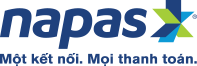 napas
Một kết nối. Mọi thanh toán.